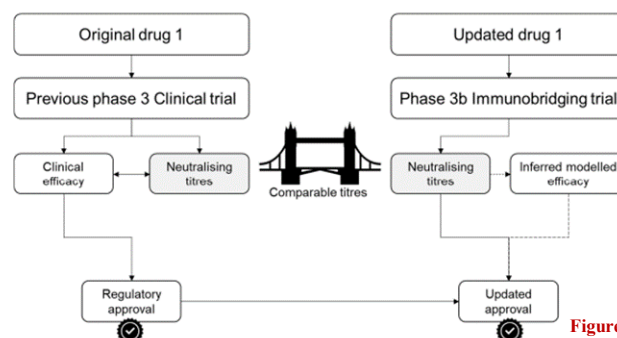 Original drug 1
Updated drug 1
Previous phase 3 Clinical trial
Phase 3b Immunobridging trial
Clinical
efficacy
Neutralising
titres
Comparable titres
Neutralising
titres
Inferred modelled
efficacy
Regulatory
approval
Updated
approval
Figure